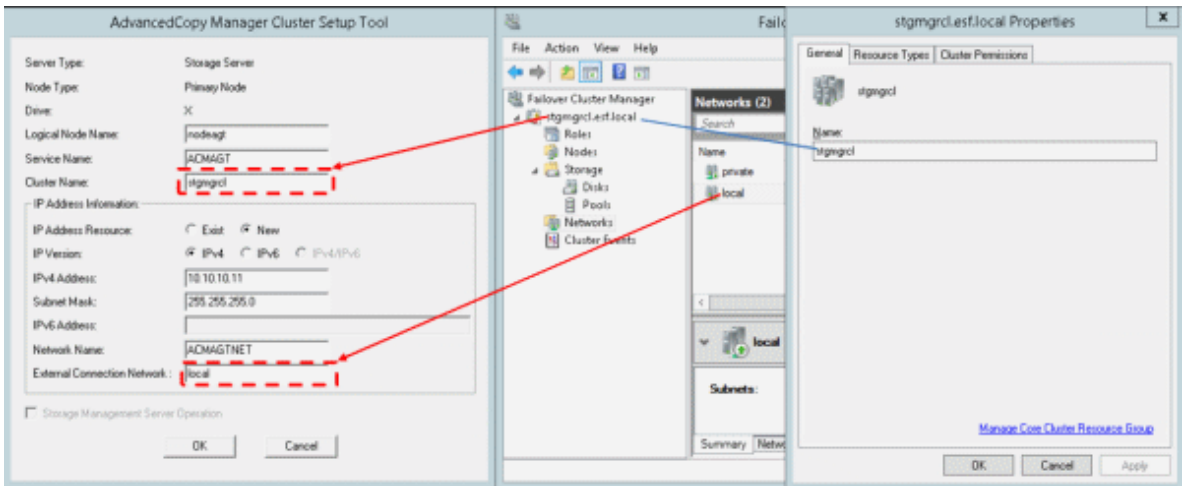 AdvancedCopy Manager Cluster Setup Tool
Server Type: Storage Server
Node Type: Primary Node
Drive: X
Logical Node Name: nodeagt
Service Name: ACMAGT
Cluster Name: stgmgrcl
IP Address Information:
IP Address Resource: Exist New
IP Version: IPv4 IPv6 IPv4/IPv6
IPv4 Address: 10.10.10.11
Subnet Mask: 255.255.255.0
IPv6 Address:
Network Name: ACMAGTNET
External Connection Network : local
Storage Management Server Operation
OK Cancel
Failo
File Action View Help
Failover Cluster Manager
stgmgrcl.esf.local
Roles
Nodes
Storage
Disks
Pools
Networks
Cluster Events
Networks (2)
Search
Name
private
local
local
Subnets:
Summary Netwo
stgmgrcl.esf.local Properties
X
General Resource Types Cluster Permissions
stgmgrcl
Name:
stgmgrcl
Manage Core Cluster Resource Group
OK Cancel Apply